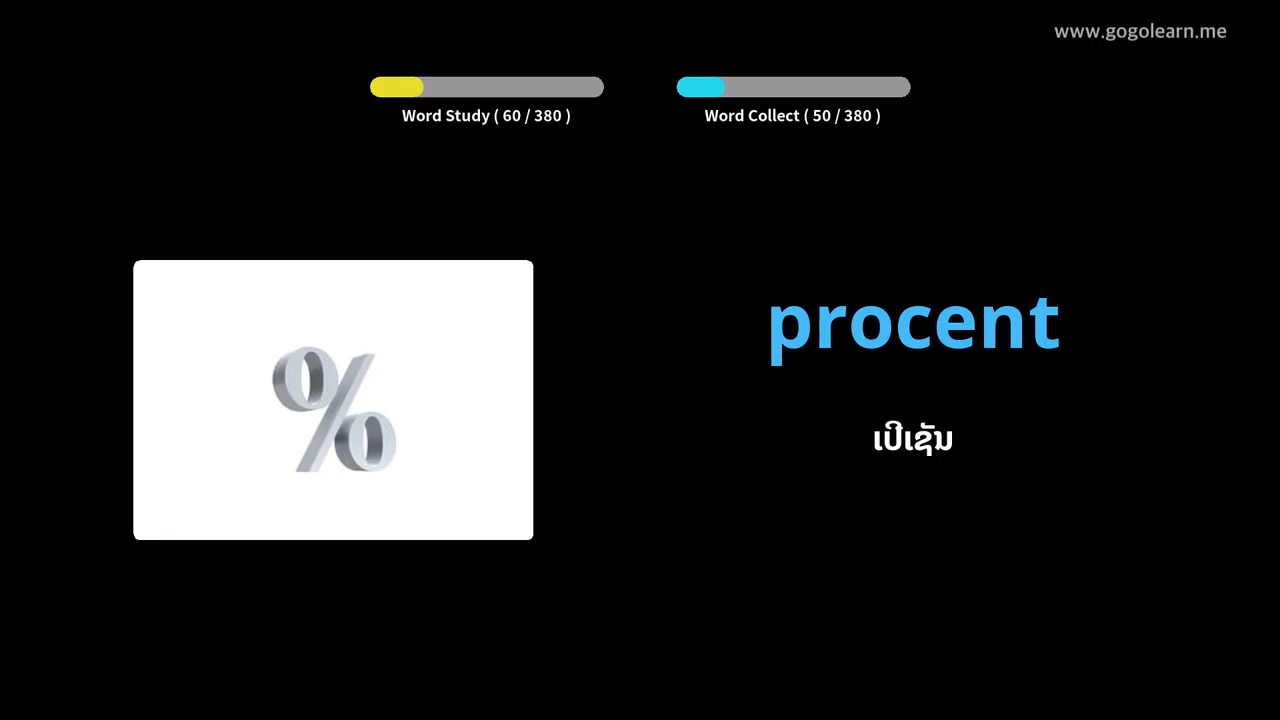 www.gogolearn.me
Word Study ( 60 / 380 )
Word Collect ( 50 / 380 )
%
procent
ເປີເຊັນ